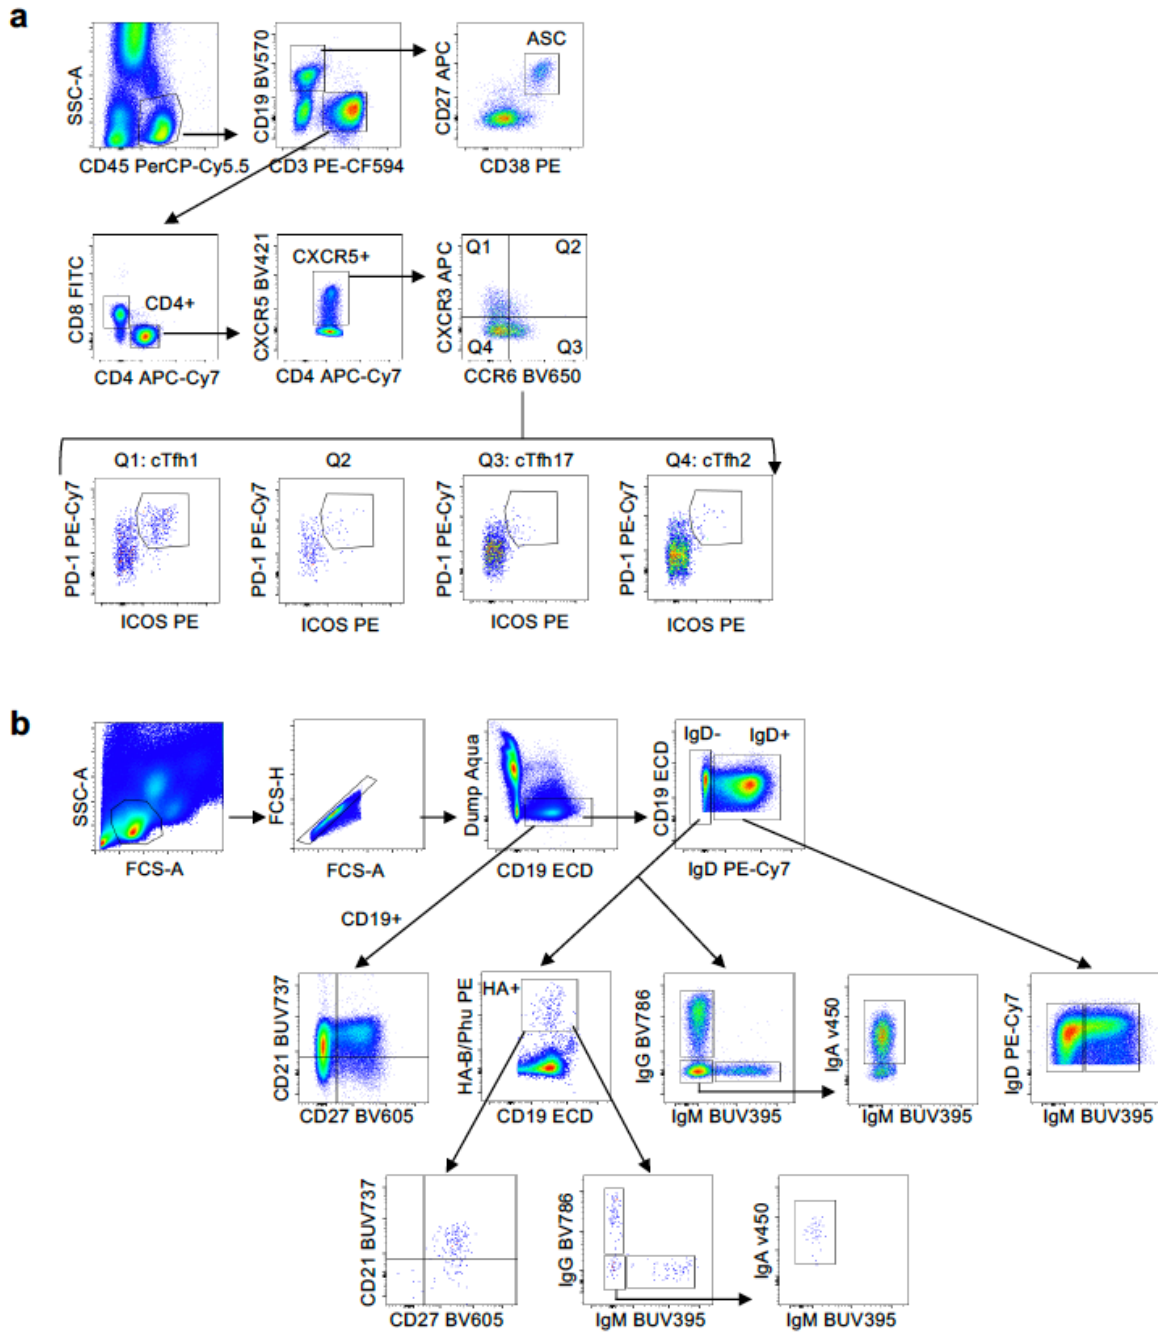 a
SSC-A
CD45 PerCP-Cy5.5
CD19 BV570
CD3 PE-CF594
ASC
CD27 APC
CD38 PE
CD8 FITC
CD4+
CD4 APC-Cy7
CXCR5+
CXCR5 BV421
CD4 APC-Cy7
Q1 Q2
CXCR3 APC
Q4 Q3
CCR6 BV650
Q1: cTfh1
Q2
Q3: cTfh17
Q4: cTfh2
PD-1 PE-Cy7
ICOS PE
PD-1 PE-Cy7
ICOS PE
PD-1 PE-Cy7
ICOS PE
PD-1 PE-Cy7
ICOS PE
b
SSC-A
FCS-A
FCS-H
FCS-A
Dump Aqua
CD19 ECD
IgD- IgD+
CD19 ECD
IgD PE-Cy7
CD19+
CD21 BUV737
CD27 BV605
HA+
HA-B/Phu PE
CD19 ECD
IgG BV786
IgM BUV395
IgA v450
IgM BUV395
IgD PE-Cy7
IgM BUV395
CD21 BUV737
CD27 BV605
IgG BV786
IgM BUV395
IgA v450
IgM BUV395